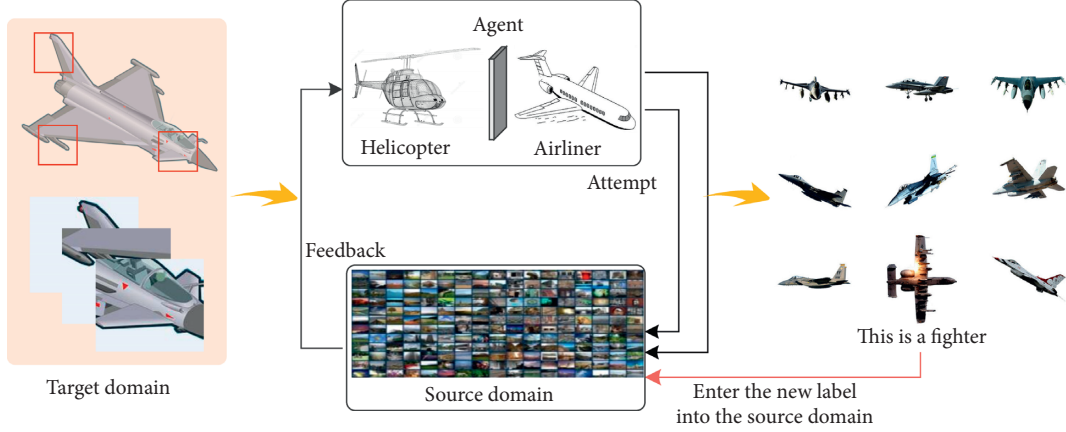 Agent
Helicopter
Airliner
Attempt
Feedback
Target domain
Source domain
This is a fighter
Enter the new label
into the source domain